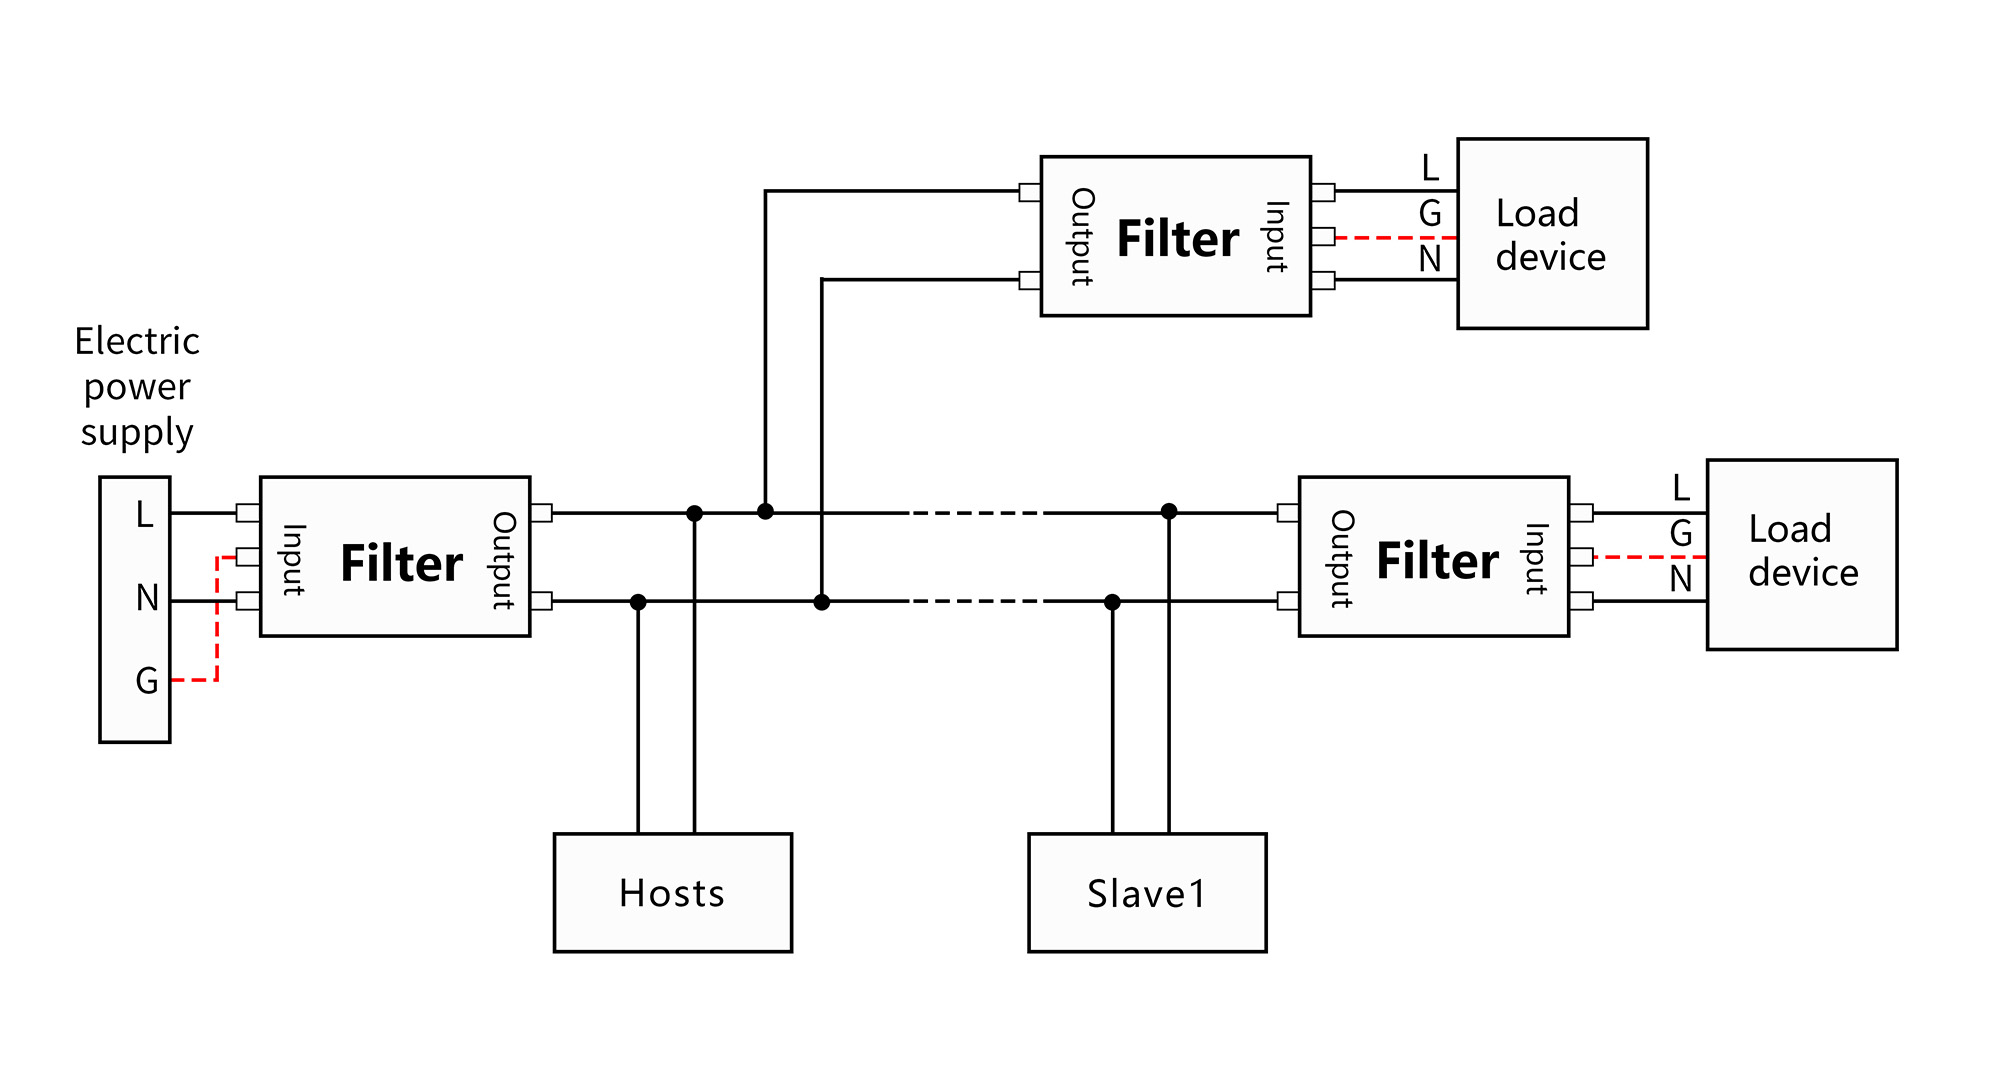 L
G
N
Output
Filter
Input
Load
device
Electric
power
supply
L
N
G
Input
Filter
Output
Output
Filter
Input
L
G
N
Load
device
Hosts
Slave1